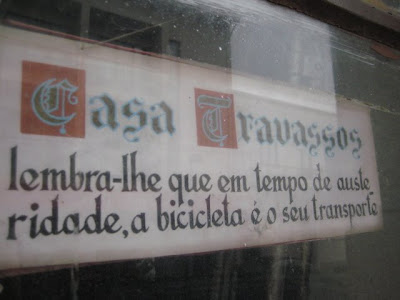 Casa Travassos
lembra-lhe que em tempo de auste
ridade, a bicicleta é o seu transporte